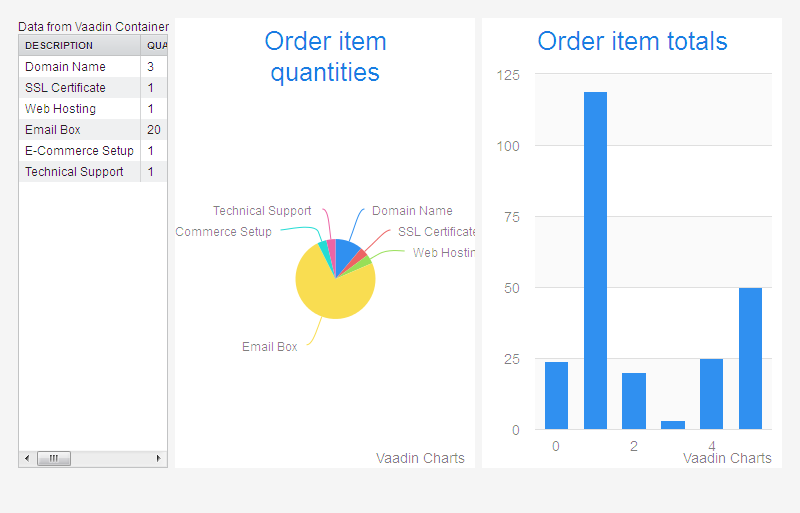 Data from Vaadin Container
DESCRIPTION QUA
Domain Name 3
SSL Certificate 1
Web Hosting 1
Email Box 20
E-Commerce Setup 1
Technical Support 1
Order item
quantities
Technical Support
Domain Name
Commerce Setup
SSL Certificate
Web Hostin
Email Box
Vaadin Charts
Order item totals
125
100
75
50
25
0
0 2 4
Vaadin Charts